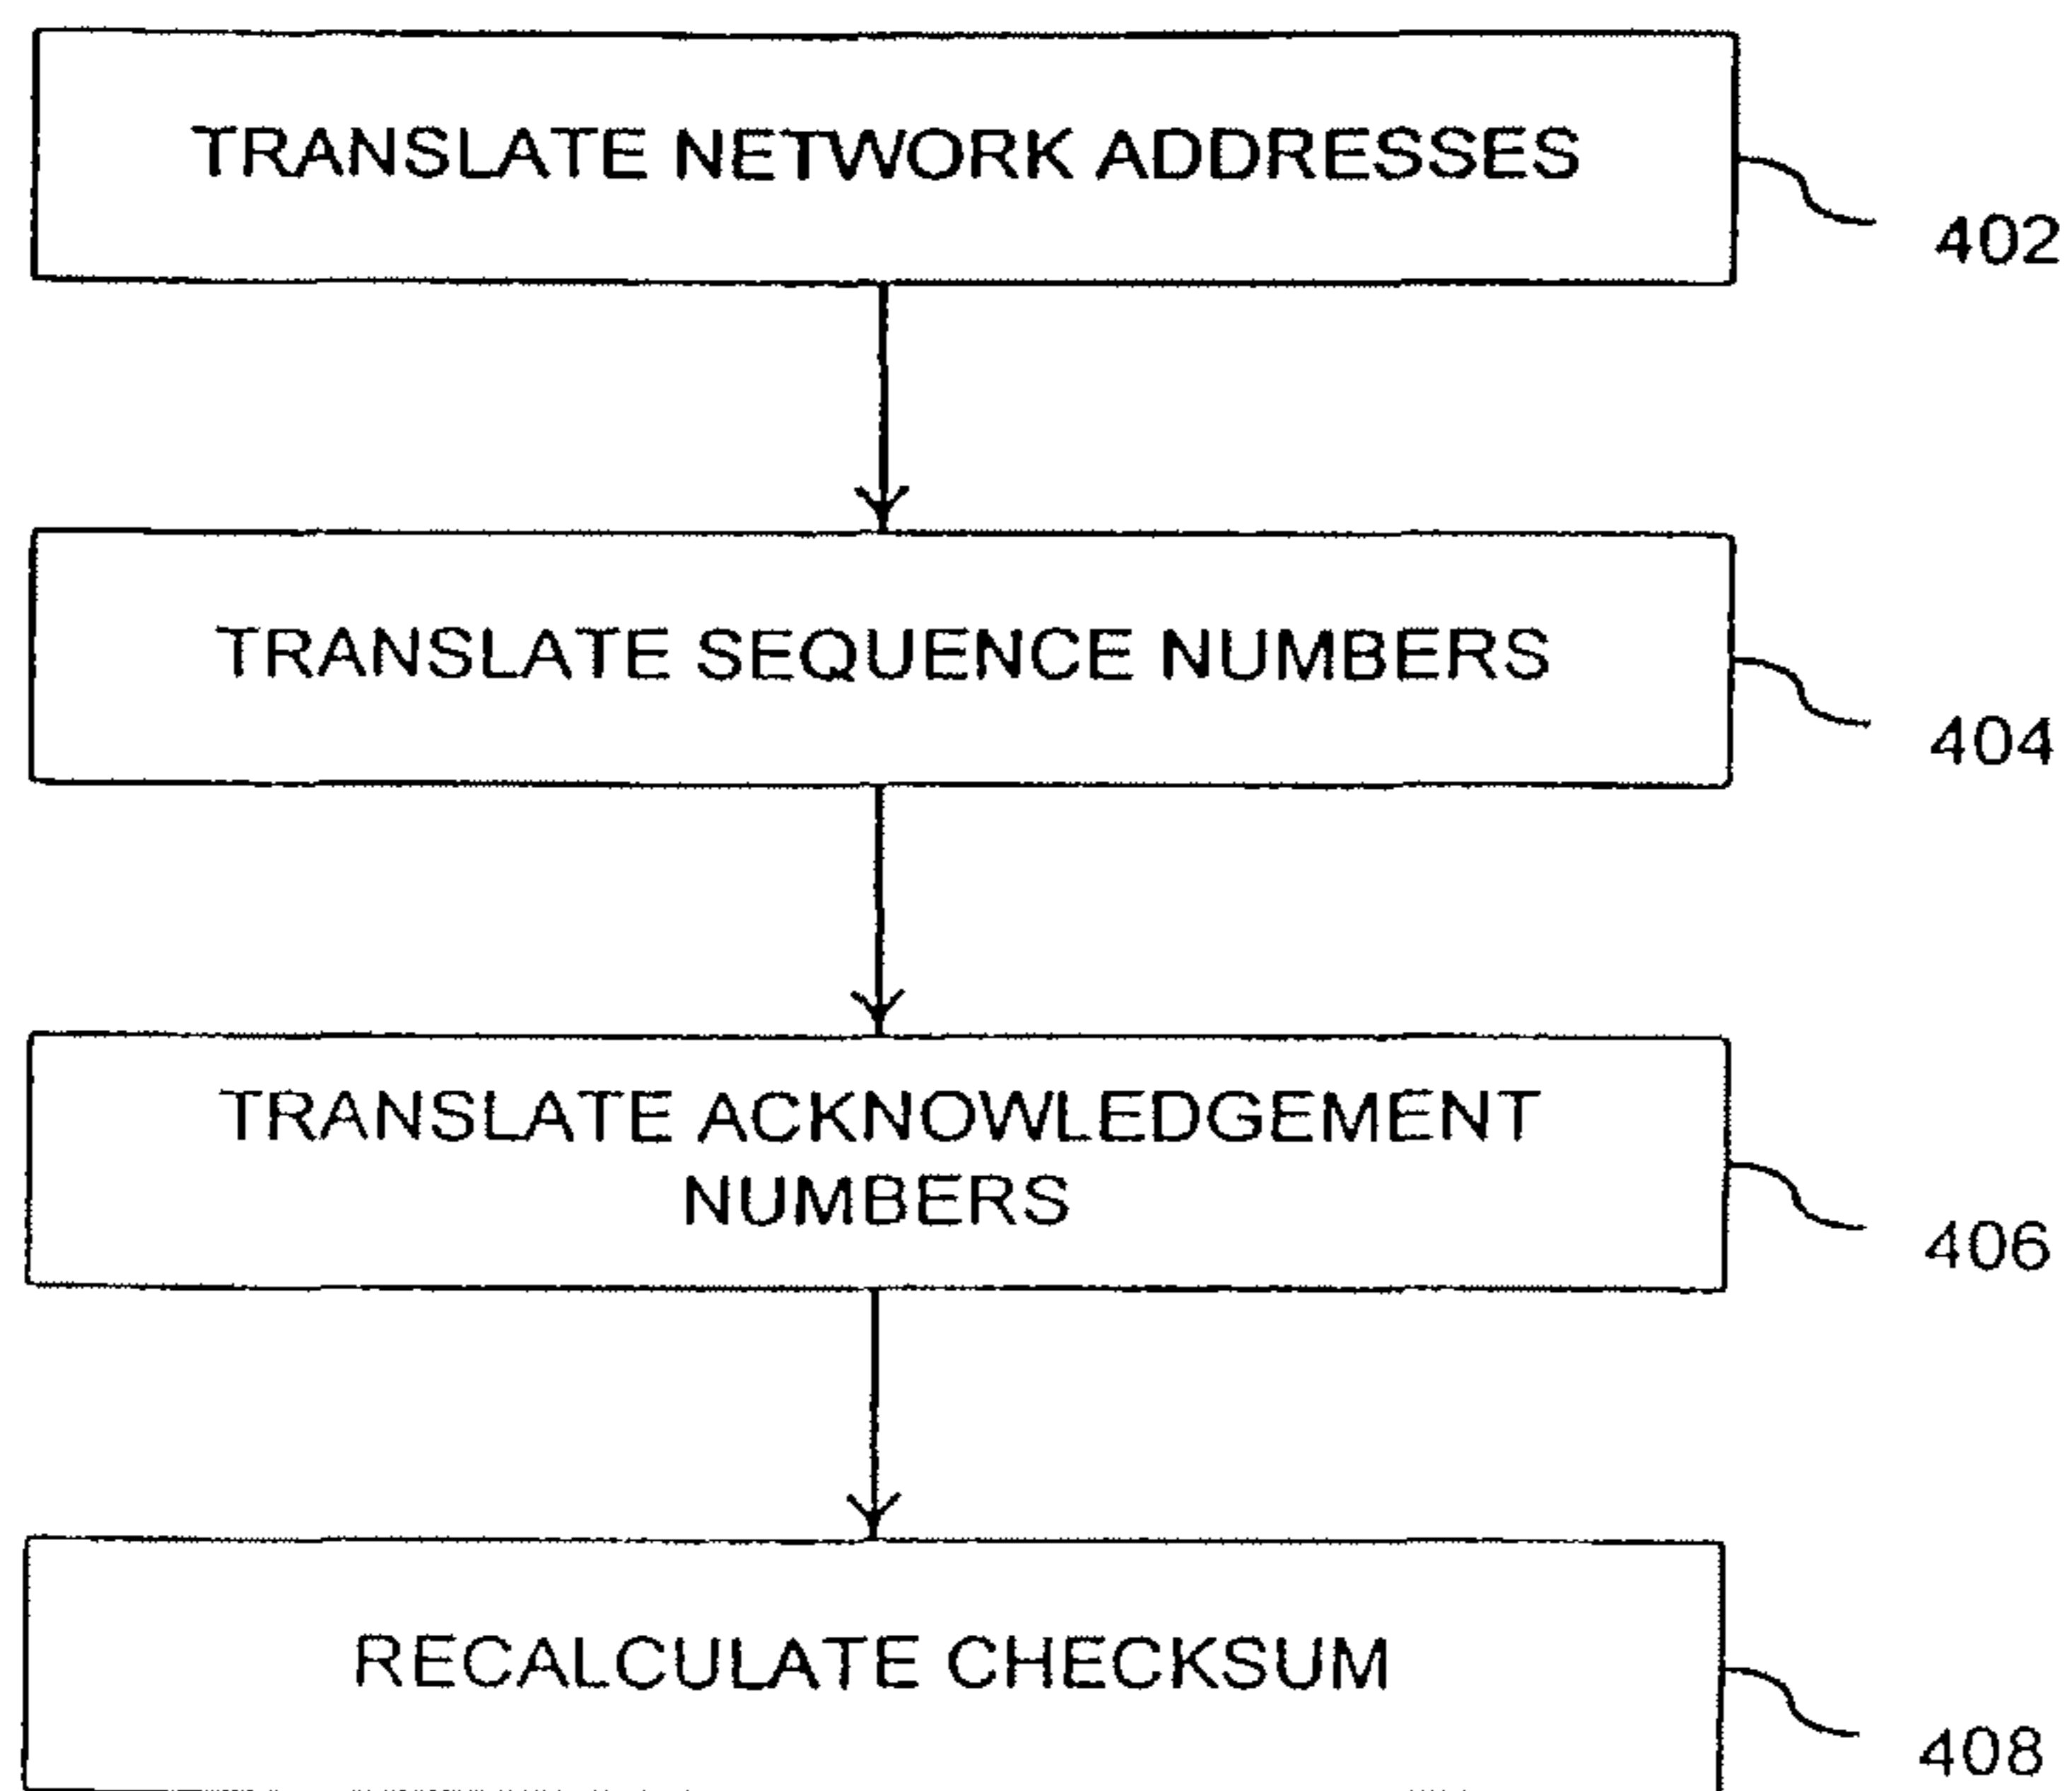 TRANSLATE NETWORK ADDRESSES
402
TRANSLATE SEQUENCE NUMBERS
404
TRANSLATE ACKNOWLEDGEMENT
NUMBERS
406
RECALCULATE CHECKSUM
408